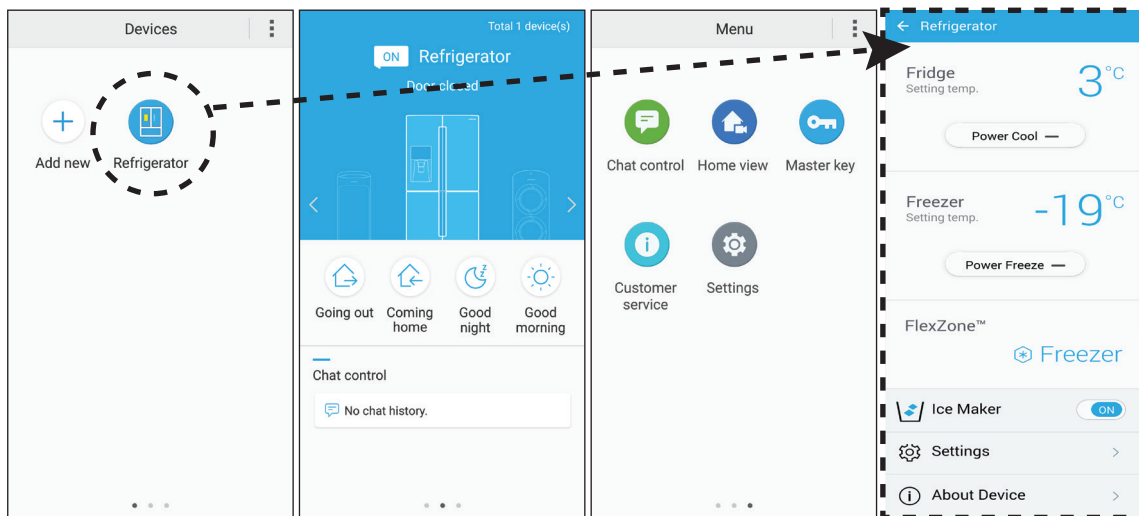 Devices
Add new
Refrigerator
Total 1 device(s)
ON Refrigerator
Door closed
Going out
Coming
home
Good
night
Good
morning
Chat control
No chat history.
Menu
Chat control
Home view
Master key
Customer
service
Settings
Refrigerator
Fridge
Setting temp.
3°C
Power Cool —
Freezer
Setting temp.
-19°C
Power Freeze —
FlexZone™
Freezer
Ice Maker
ON
Settings
About Device